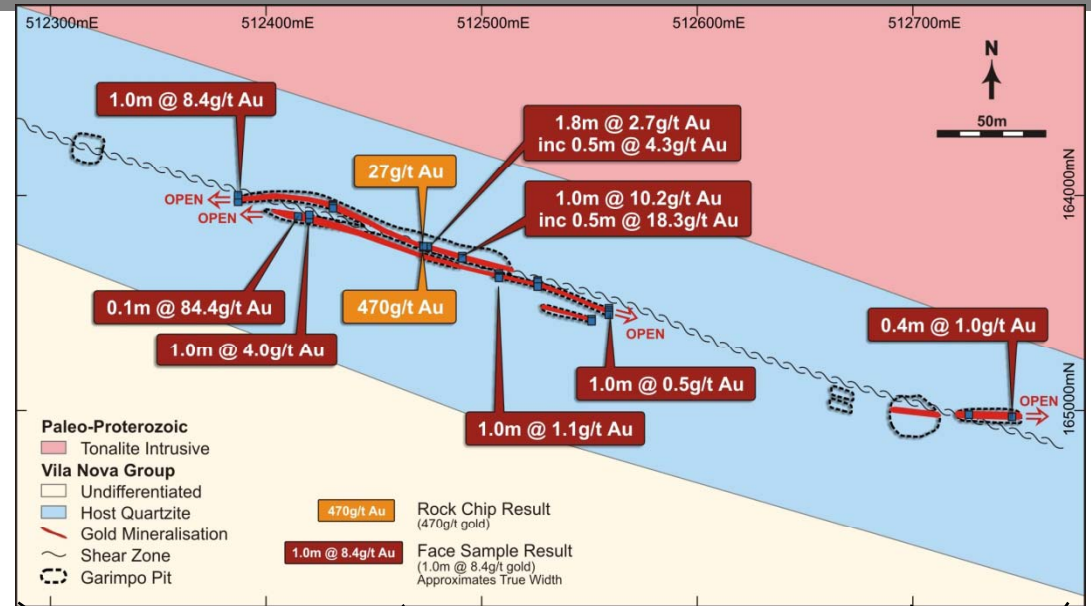 512300mE
512400mE
512500mE
512600mE
512700mE
N
50m
1.0m @ 8.4g/t Au
1.8m @ 2.7g/t Au
inc 0.5m @ 4.3g/t Au
27g/t Au
164000mN
OPEN
OPEN
1.0m @ 10.2g/t Au
inc 0.5m @ 18.3g/t Au
0.1m @ 84.4g/t Au
470g/t Au
0.4m @ 1.0g/t Au
OPEN
1.0m @ 4.0g/t Au
1.0m @ 0.5g/t Au
OPEN
165000mN
1.0m @ 1.1g/t Au
Paleo-Proterozoic
Tonalite Intrusive
Vila Nova Group
Undifferentiated
Host Quartzite
Gold Mineralisation
Shear Zone
Garimpo Pit
470g/t Au
Rock Chip Result
(470g/t gold)
1.0m @ 8.4g/t Au
Face Sample Result
(1.0m @ 8.4g/t gold)
Approximates True Width